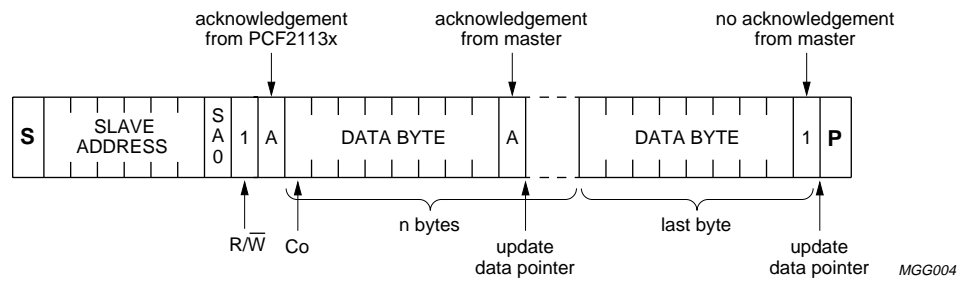 acknowledgement
from PCF2113x
acknowledgement
from master
no acknowledgement
from master
S
SLAVE
ADDRESS
S
A
0
1
A
DATA BYTE
A
DATA BYTE
1
P
n bytes
last byte
R/W̅
Co
update
data pointer
update
data pointer
MGG004